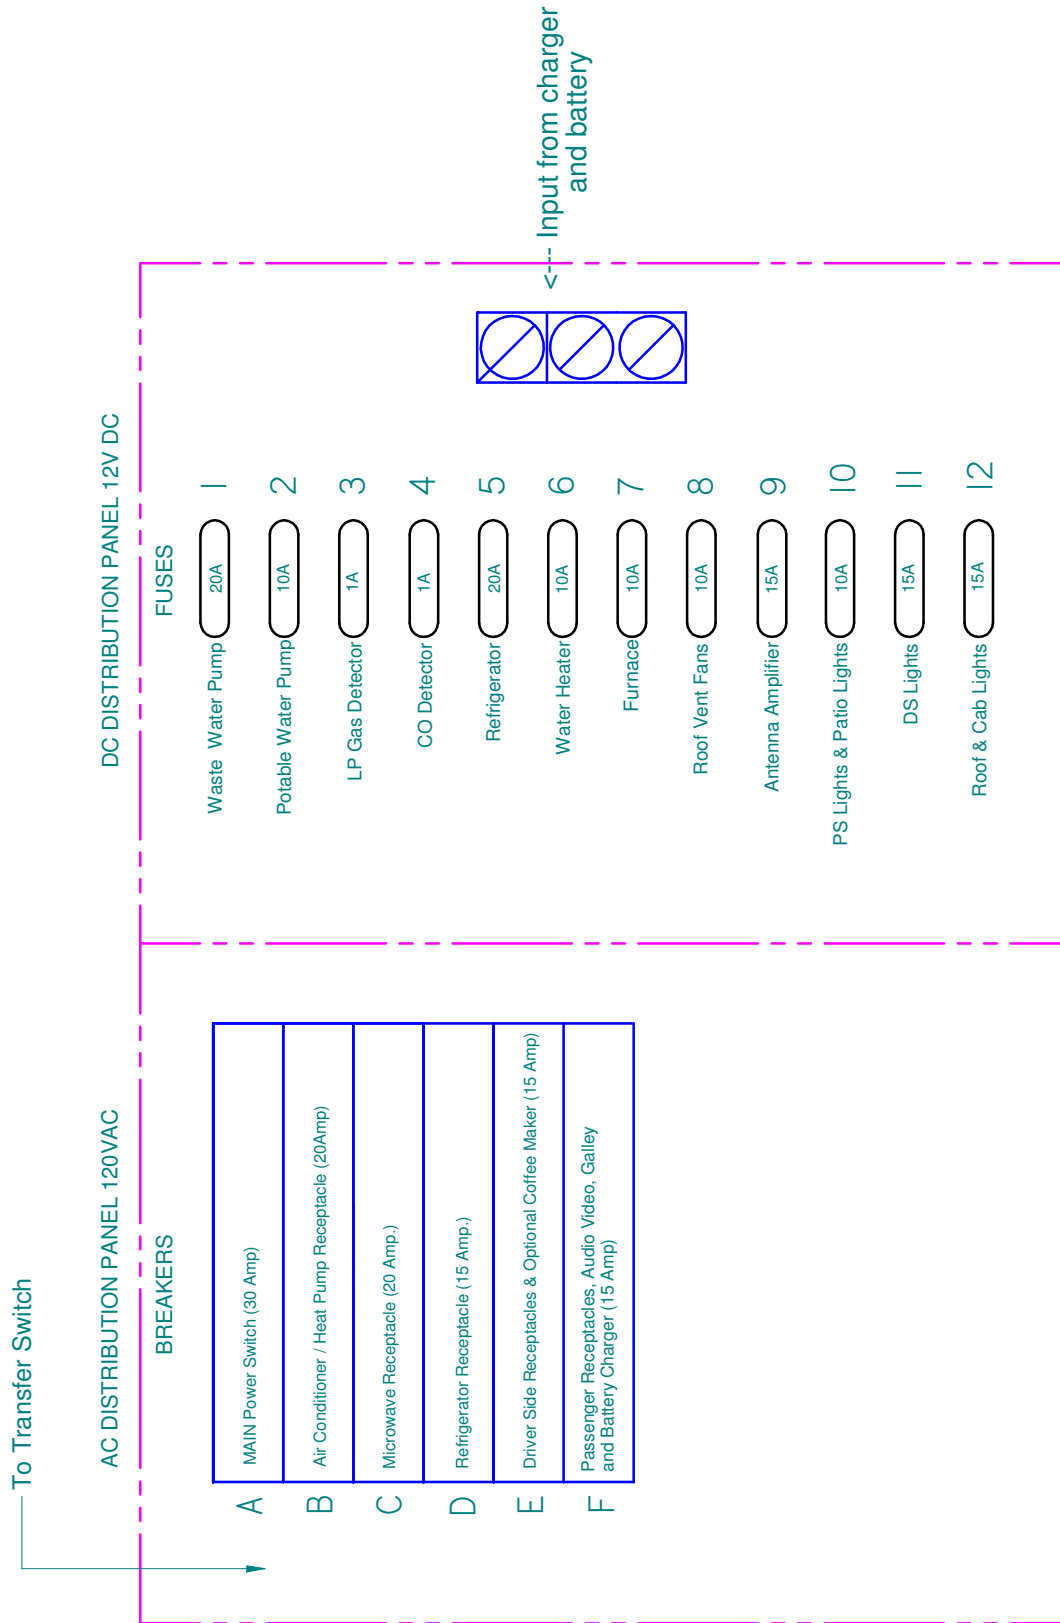 To Transfer Switch
AC DISTRIBUTION PANEL 120VAC
BREAKERS
A
MAIN Power Switch (30 Amp)
B
Air Conditioner / Heat Pump Receptacle (20Amp)
C
Microwave Receptacle (20 Amp.)
D
Refrigerator Receptacle (15 Amp.)
E
Driver Side Receptacles & Optional Coffee Maker (15 Amp)
F
Passenger Receptacles, Audio Video, Galley
and Battery Charger (15 Amp)
DC DISTRIBUTION PANEL 12V DC
FUSES
Waste Water Pump 20A 1
Potable Water Pump 10A 2
LP Gas Detector 1A 3
CO Detector 1A 4
Refrigerator 20A 5
Water Heater 10A 6
Furnace 10A 7
Roof Vent Fans 10A 8
Antenna Amplifier 15A 9
PS Lights & Patio Lights 10A 10
DS Lights 15A 11
Roof & Cab Lights 15A 12
<--- Input from charger
and battery